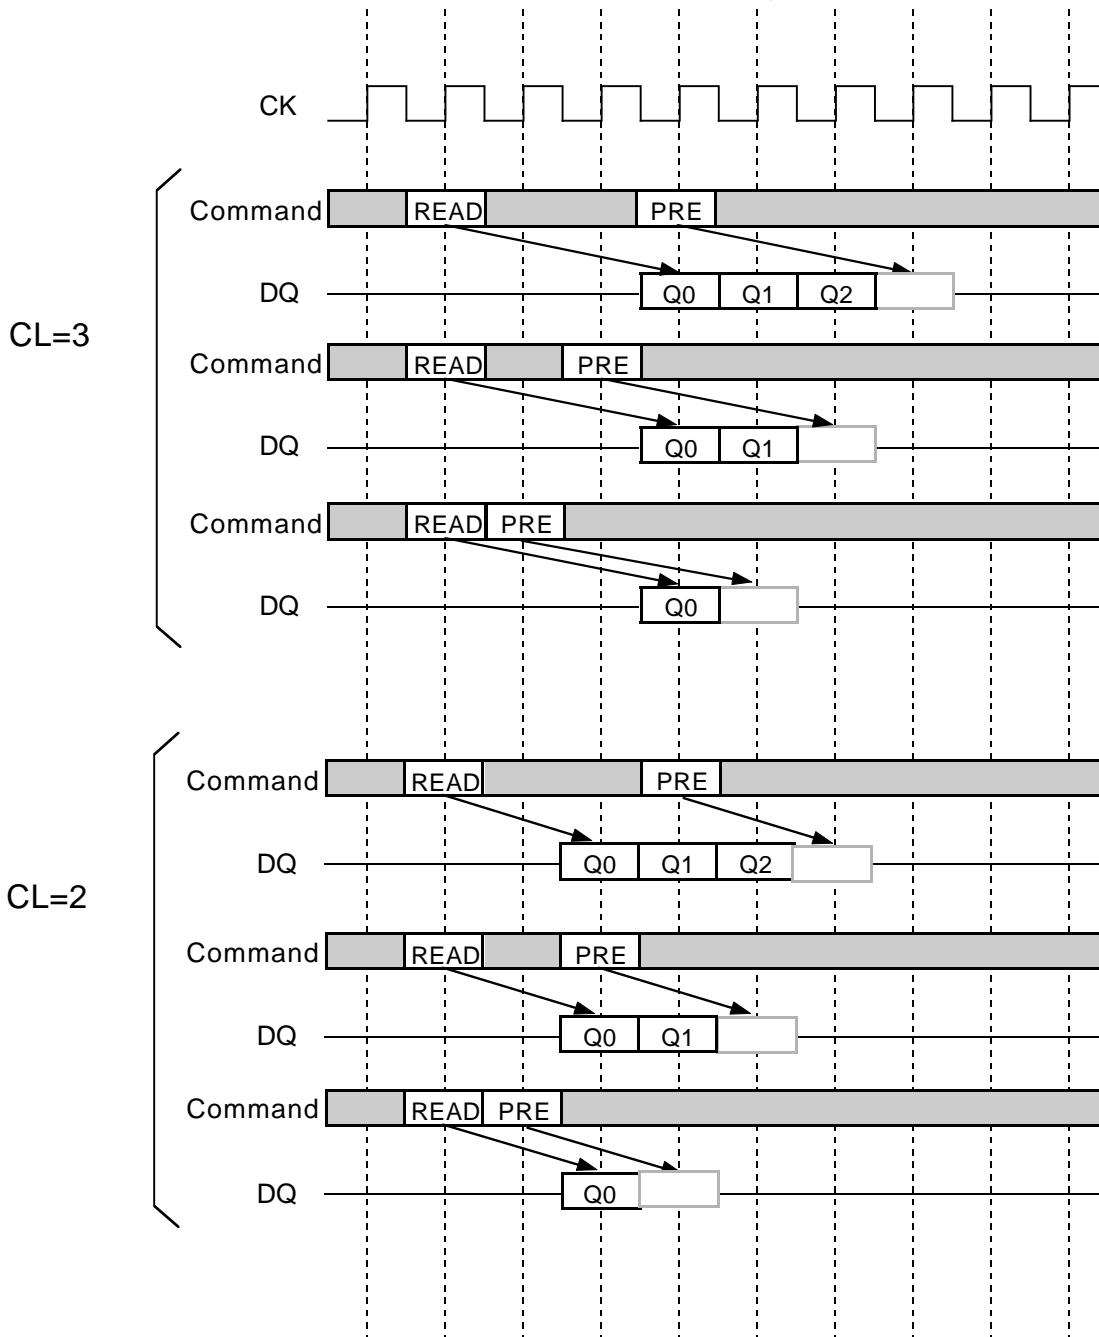 CK
Command READ PRE
DQ Q0 Q1 Q2
CL=3
Command READ PRE
DQ Q0 Q1
Command READ PRE
DQ Q0
Command READ PRE
DQ Q0 Q1 Q2
CL=2
Command READ PRE
DQ Q0 Q1
Command READ PRE
DQ Q0